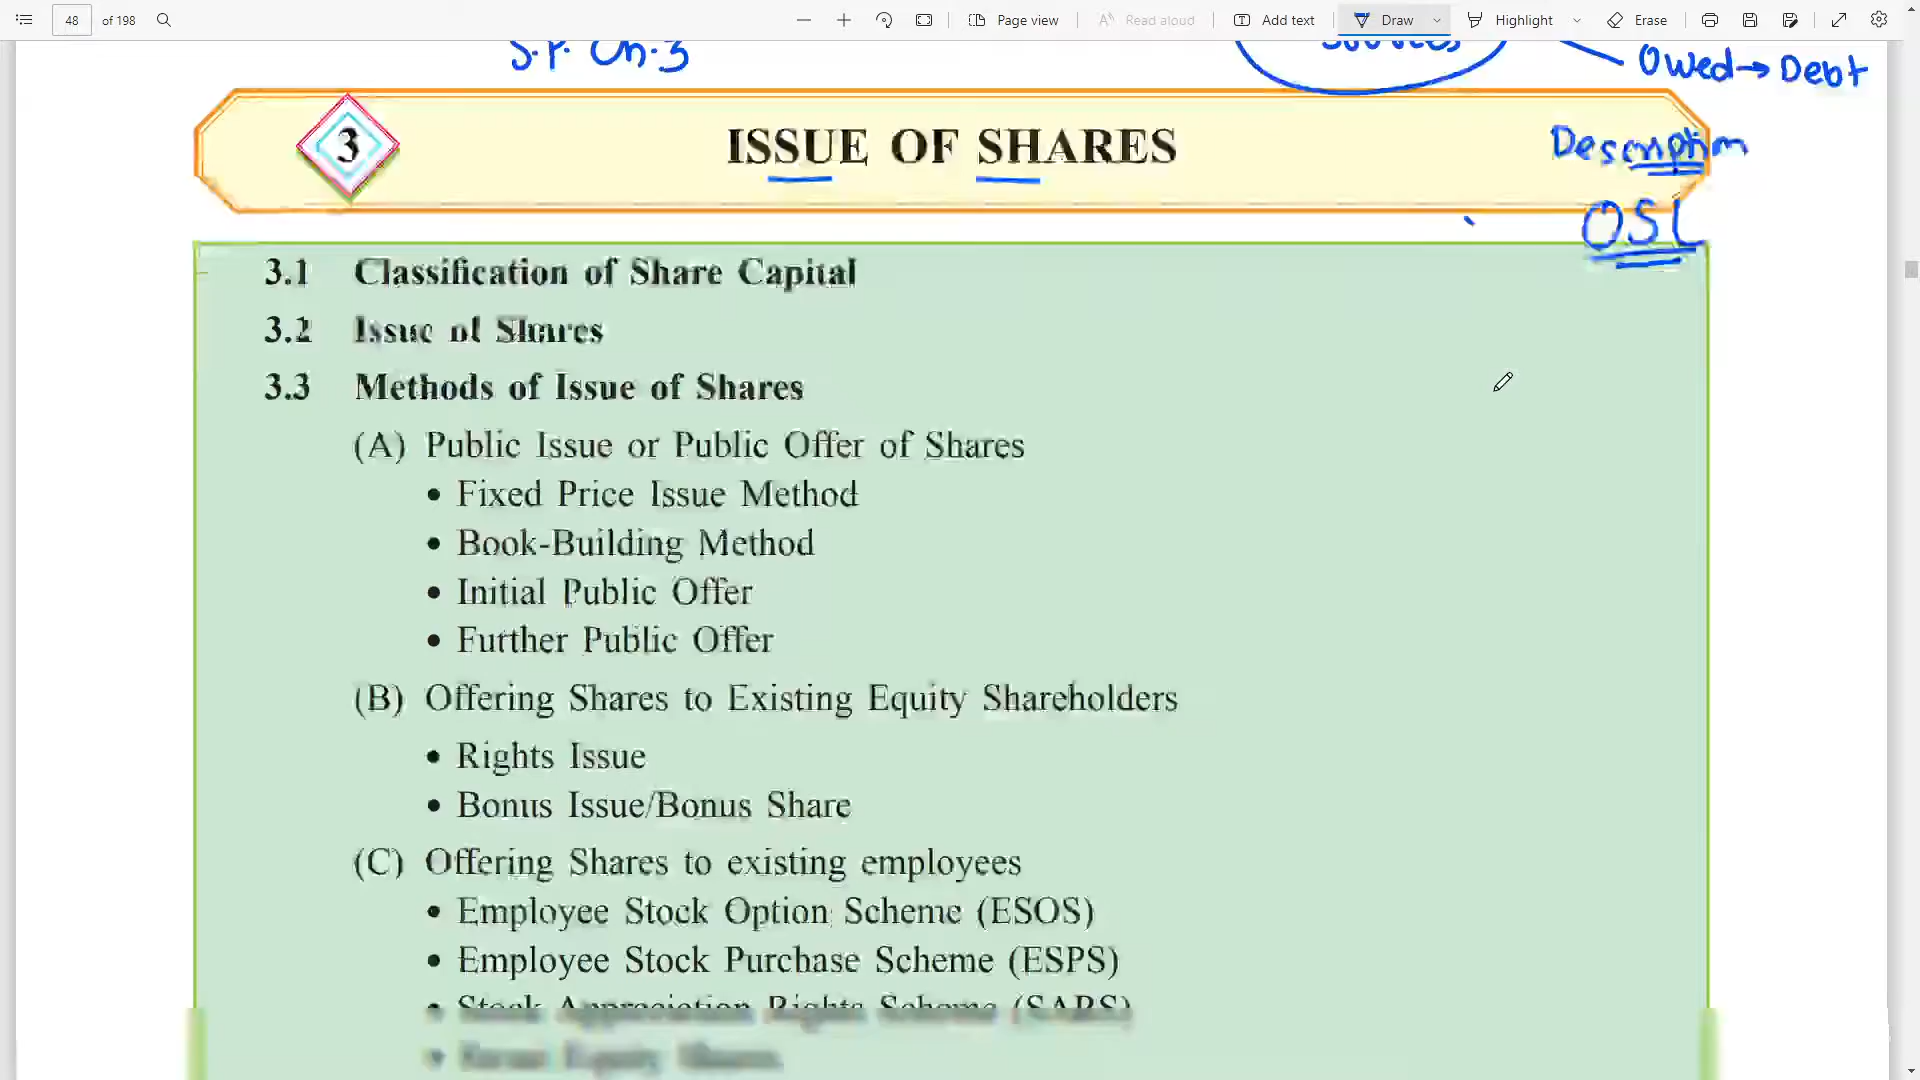 48 of 198 Page view Read aloud Add text Draw Highlight Erase
S.P. Ch.3
Sources
Owed→ Debt
3 ISSUE OF SHARES
Description
OSL
3.1 Classification of Share Capital
3.2 Issue of Shares
3.3 Methods of Issue of Shares
(A) Public Issue or Public Offer of Shares
• Fixed Price Issue Method
• Book-Building Method
• Initial Public Offer
• Further Public Offer
(B) Offering Shares to Existing Equity Shareholders
• Rights Issue
• Bonus Issue/Bonus Share
(C) Offering Shares to existing employees
• Employee Stock Option Scheme (ESOS)
• Employee Stock Purchase Scheme (ESPS)
• Stock Appreciation Rights Scheme (SARS)
• Sweat Equity Shares